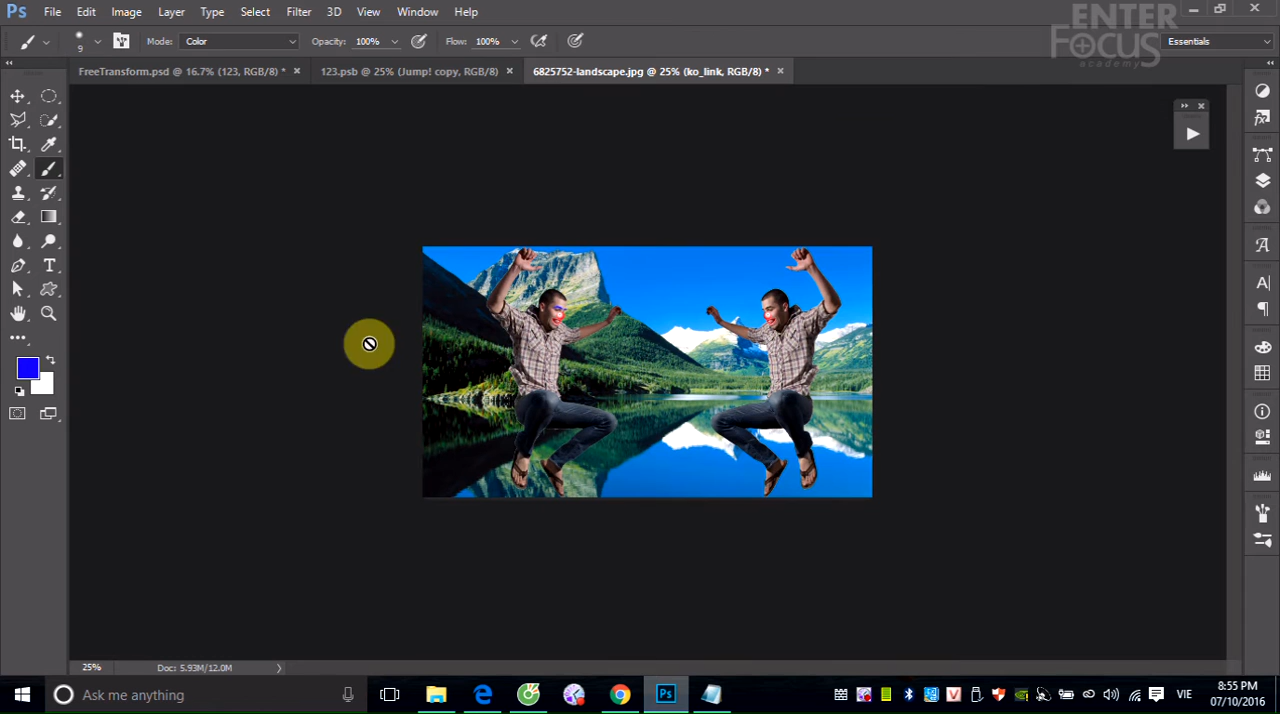 Ps File Edit Image Layer Type Select Filter 3D View Window Help
ENTER
FOCUS
academy
9 Mode: Color Opacity: 100% Flow: 100% Essentials
FreeTransform.psd @ 16.7% (123, RGB/8) * 123.psb @ 25% (Jump! copy, RGB/8) 6825752-landscape.jpg @ 25% (ko_link, RGB/8) *
25% Doc: 5.93M/12.0M
Ask me anything Ps VIE 8:55 PM
07/10/2016